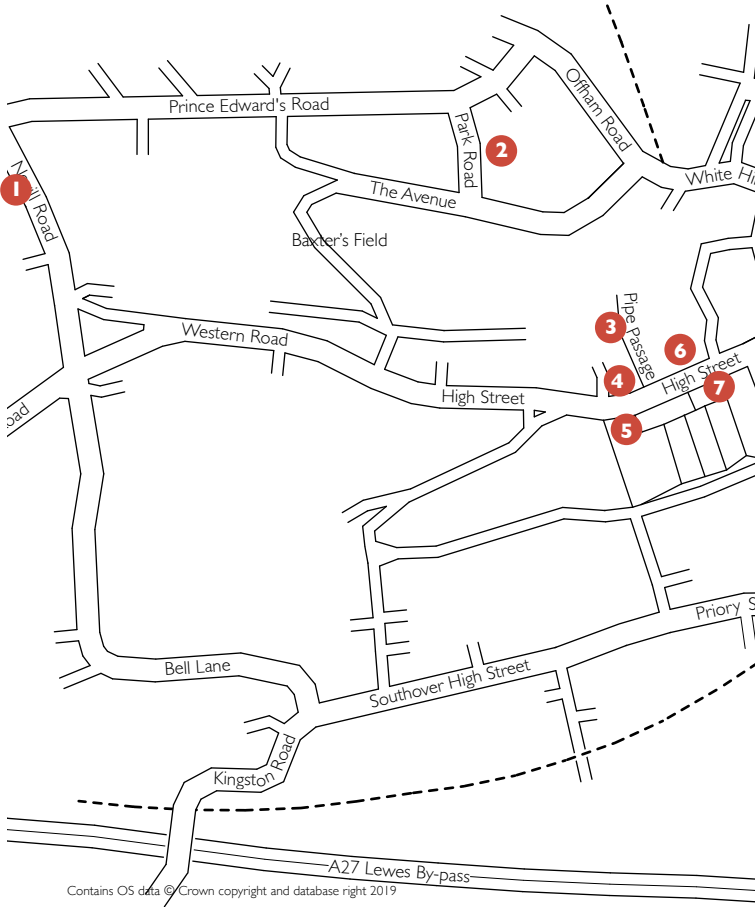 Offham Road
Prince Edward's Road
Park Road
2
White Hi
1
Nevill Road
The Avenue
Baxter's Field
Pipe Passage
3
Western Road
6
High Street
4
7
High Street
oad
5
Priory S
Bell Lane
Southover High Street
Kingston Road
A27 Lewes By-pass
Contains OS data © Crown copyright and database right 2019